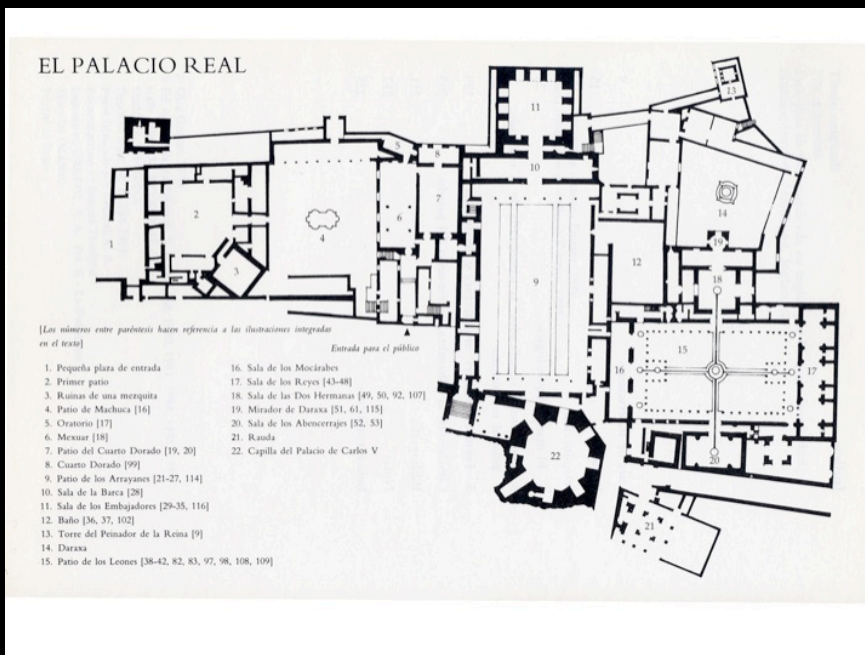 EL PALACIO REAL
13
11
5
8
10
2
6
7
1
4
14
19
3
12
18
9
[Los números entre paréntesis hacen referencia a las ilustraciones integradas
en el texto]
Entrada para el público
15
16
17
1. Pequeña plaza de entrada
2. Primer patio
3. Ruinas de una mezquita
4. Patio de Machuca [16]
5. Oratorio [17]
6. Mexuar [18]
7. Patio del Cuarto Dorado [19, 20]
8. Cuarto Dorado [99]
9. Patio de los Arrayanes [21-27, 114]
10. Sala de la Barca [28]
11. Sala de los Embajadores [29-35, 116]
12. Baño [36, 37, 102]
13. Torre del Peinador de la Reina [9]
14. Daraxa
15. Patio de los Leones [38-42, 82, 83, 97, 98, 108, 109]
16. Sala de los Mocárabes
17. Sala de los Reyes [43-48]
18. Sala de las Dos Hermanas [49, 50, 92, 107]
19. Mirador de Daraxa [51, 61, 115]
20. Sala de los Abencerrajes [52, 53]
21. Rauda
22. Capilla del Palacio de Carlos V
22
20
21